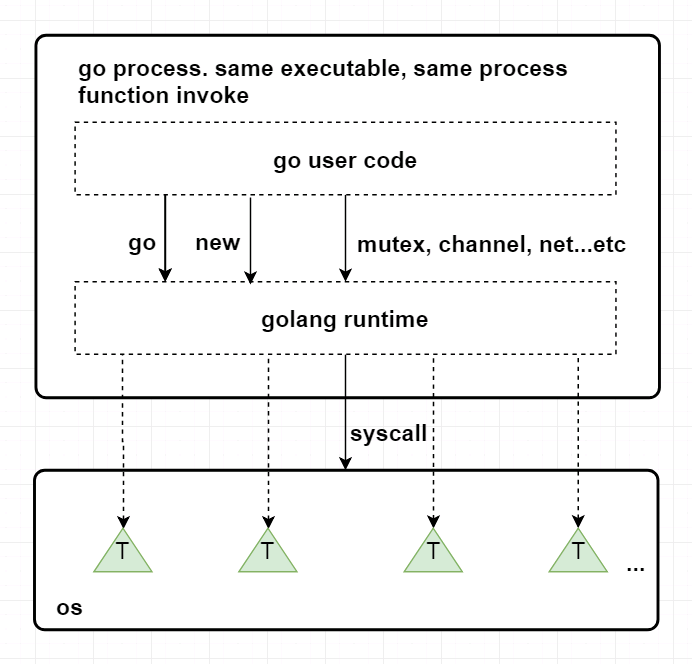 go process. same executable, same process
function invoke
go user code
go
new
mutex, channel, net...etc
golang runtime
syscall
T
T
T
T
...
os